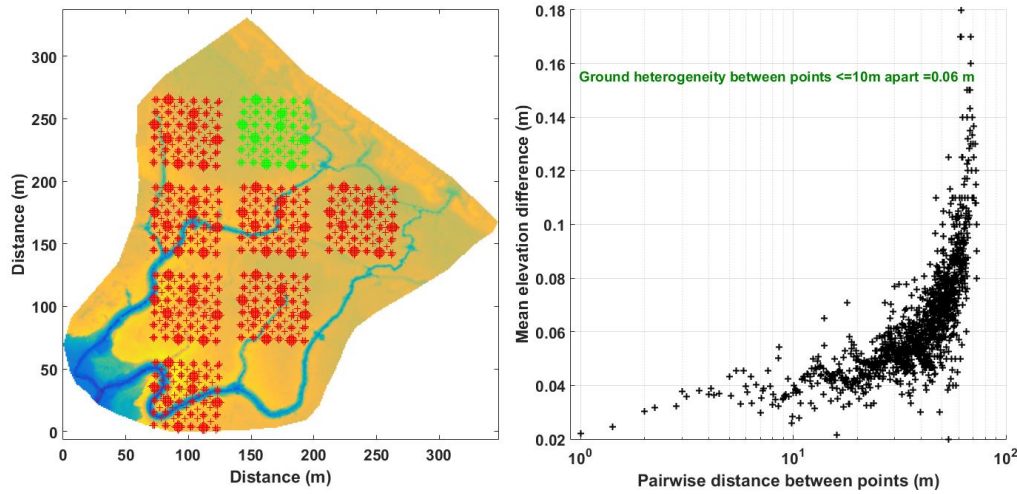 300
250
200
150
100
50
0
Distance (m)
0 50 100 150 200 250 300
Distance (m)
0.18
0.16
0.14
0.12
0.1
0.08
0.06
0.04
0.02
Mean elevation difference (m)
Ground heterogeneity between points <=10m apart =0.06 m
10^0 10^1 10^2
Pairwise distance between points (m)